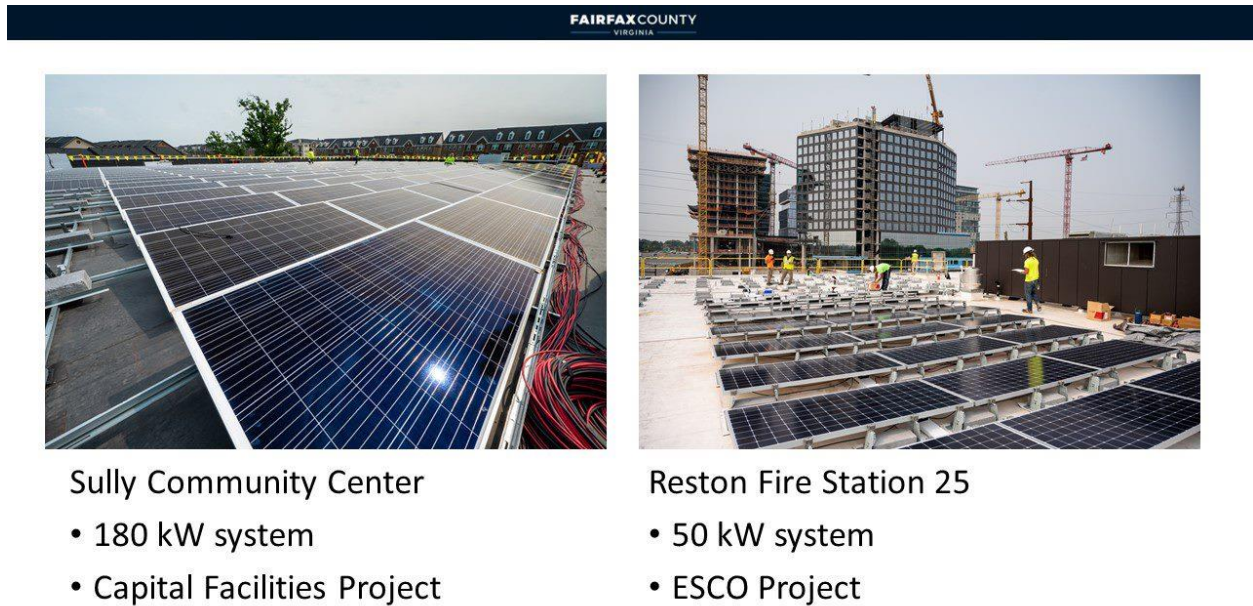 FAIRFAX COUNTY
VIRGINIA
Sully Community Center
• 180 kW system
• Capital Facilities Project
Reston Fire Station 25
• 50 kW system
• ESCO Project